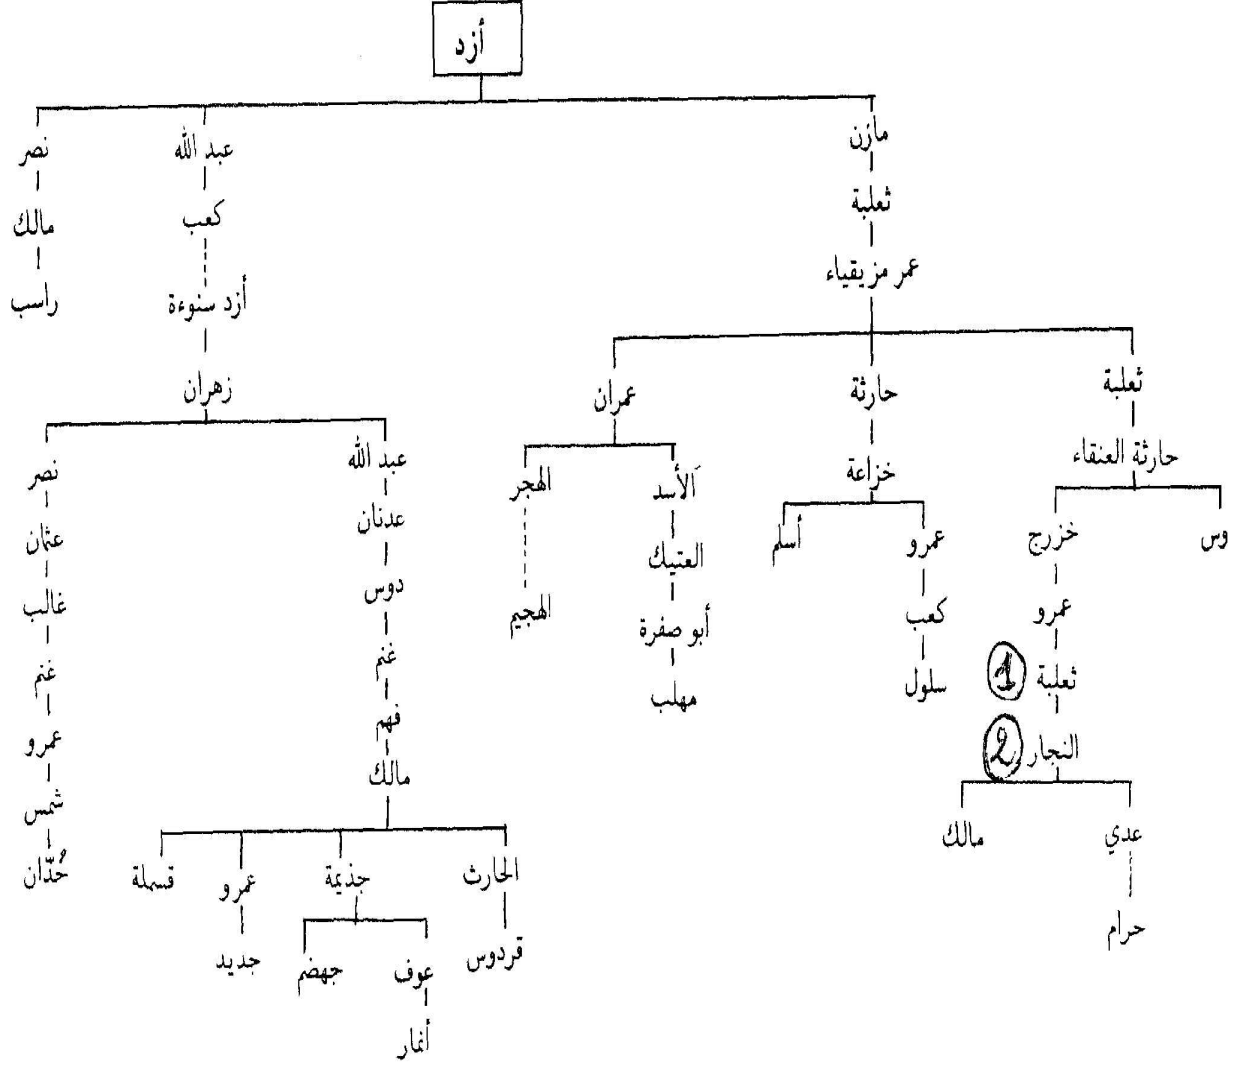 أزد
مازن
عبد الله
نصر
ثعلبة
كعب
مالك
عمر مزيقياء
أزد سنوءة
راسب
ثعلبة
حارثة
عمران
زهران
حارثة العنقاء
خزاعة
الأسد
الهجر
عبد الله
نصر
وس
خزرج
عمرو
أسلم
العتيك
عدنان
عثمان
عمرو
كعب
أبو صفرة
الهجيم
دوس
غالب
ثعلبة 1
سلول
مهلب
غنم
غنم
النجار 2
فهم
عمرو
مالك
شمس
عدي
مالك
الحارث
جذيمة
عمرو
قسملة
حُدّان
حرام
قردوس
عوف
جهضم
جديد
أنمار